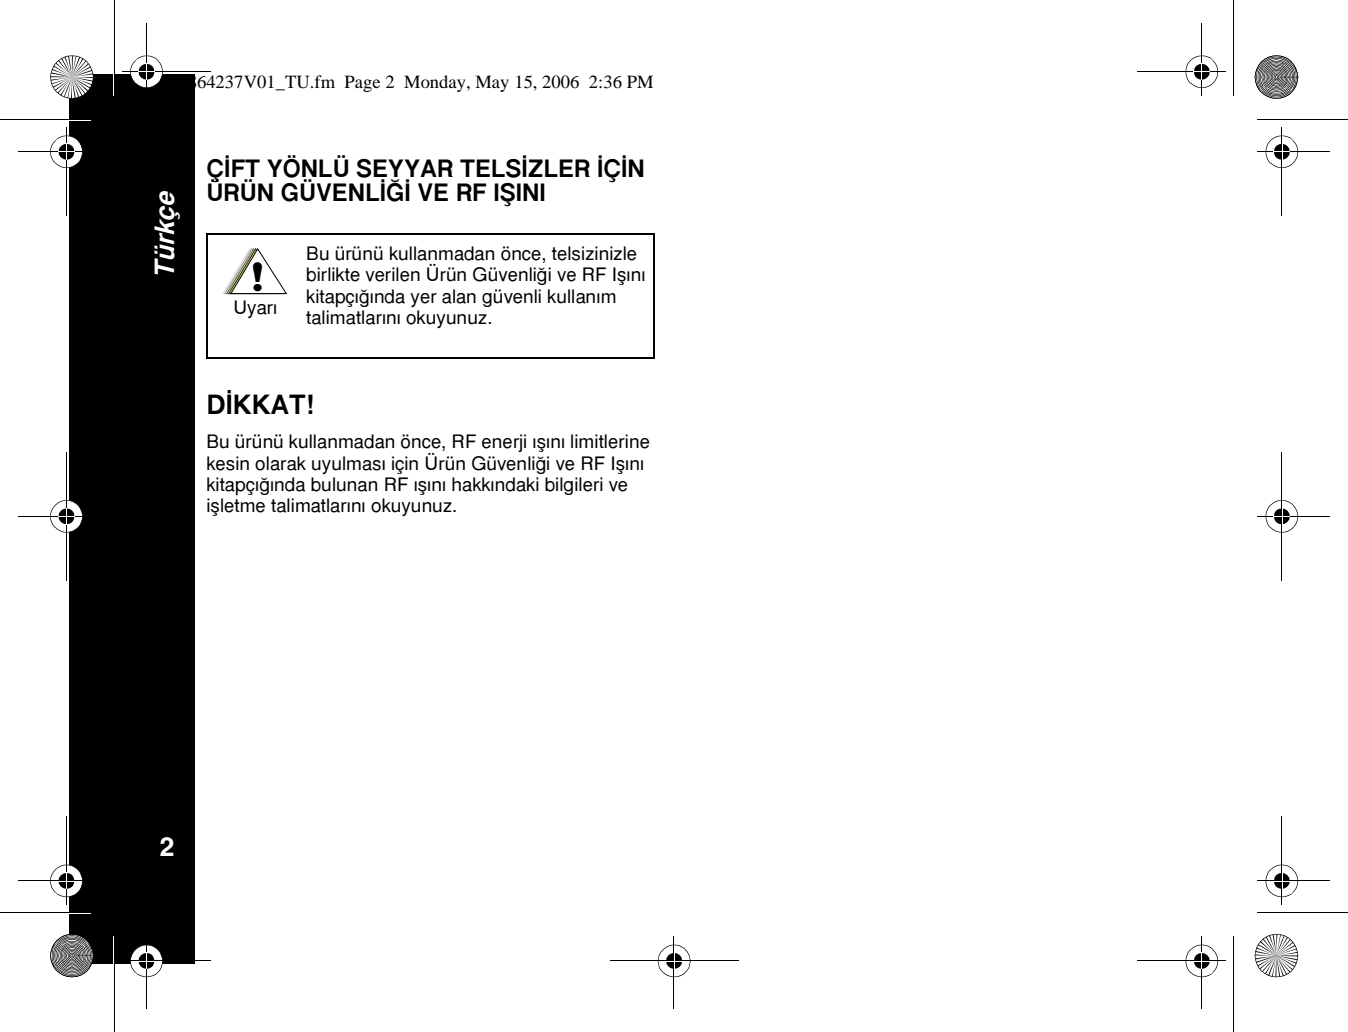 64237V01_TU.fm Page 2 Monday, May 15, 2006 2:36 PM
Türkçe
ÇİFT YÖNLÜ SEYYAR TELSİZLER İÇİN
ÜRÜN GÜVENLİĞİ VE RF IŞINI
Bu ürünü kullanmadan önce, telsizinizle
birlikte verilen Ürün Güvenliği ve RF Işını
kitapçığında yer alan güvenli kullanım
talimatlarını okuyunuz.
Uyarı
DİKKAT!
Bu ürünü kullanmadan önce, RF enerji ışını limitlerine
kesin olarak uyulması için Ürün Güvenliği ve RF Işını
kitapçığında bulunan RF ışını hakkındaki bilgileri ve
işletme talimatlarını okuyunuz.
2